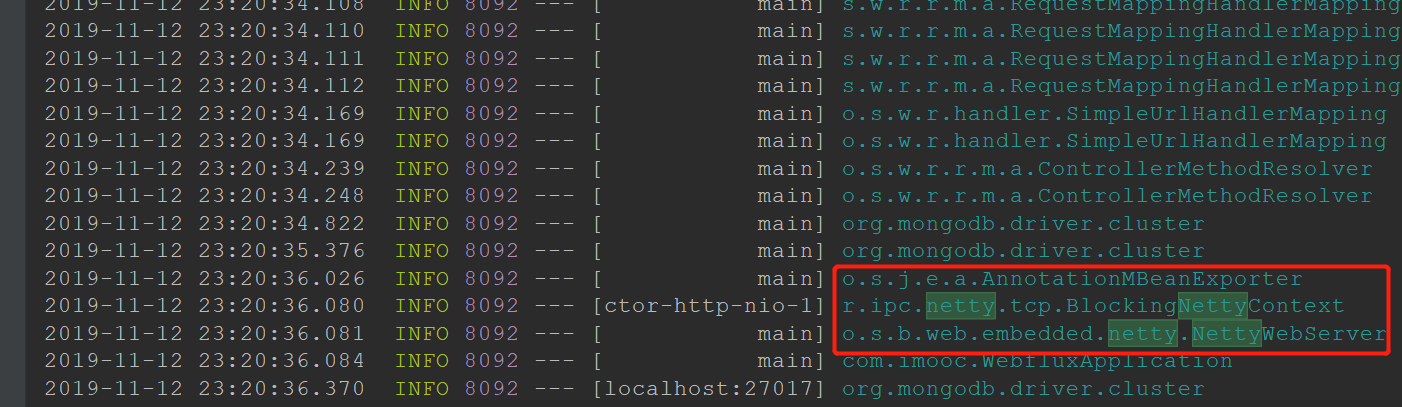 2019-11-12 23:20:34.108 INFO 8092 --- [ main] s.w.r.r.m.a.RequestMappingHandlerMapping
2019-11-12 23:20:34.110 INFO 8092 --- [ main] s.w.r.r.m.a.RequestMappingHandlerMapping
2019-11-12 23:20:34.111 INFO 8092 --- [ main] s.w.r.r.m.a.RequestMappingHandlerMapping
2019-11-12 23:20:34.112 INFO 8092 --- [ main] s.w.r.r.m.a.RequestMappingHandlerMapping
2019-11-12 23:20:34.169 INFO 8092 --- [ main] o.s.w.r.handler.SimpleUrlHandlerMapping
2019-11-12 23:20:34.169 INFO 8092 --- [ main] o.s.w.r.handler.SimpleUrlHandlerMapping
2019-11-12 23:20:34.239 INFO 8092 --- [ main] o.s.w.r.r.m.a.ControllerMethodResolver
2019-11-12 23:20:34.248 INFO 8092 --- [ main] o.s.w.r.r.m.a.ControllerMethodResolver
2019-11-12 23:20:34.822 INFO 8092 --- [ main] org.mongodb.driver.cluster
2019-11-12 23:20:35.376 INFO 8092 --- [ main] org.mongodb.driver.cluster
2019-11-12 23:20:36.026 INFO 8092 --- [ main] o.s.j.e.a.AnnotationMBeanExporter
2019-11-12 23:20:36.080 INFO 8092 --- [ctor-http-nio-1] r.ipc.netty.tcp.BlockingNettyContext
2019-11-12 23:20:36.081 INFO 8092 --- [ main] o.s.b.web.embedded.netty.NettyWebServer
2019-11-12 23:20:36.084 INFO 8092 --- [ main] com.imooc.WebfluxApplication
2019-11-12 23:20:36.370 INFO 8092 --- [localhost:27017] org.mongodb.driver.cluster